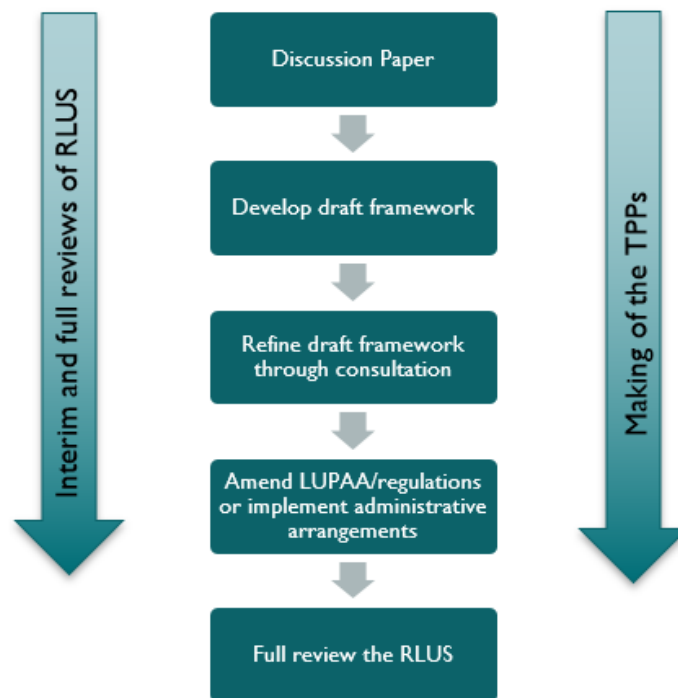 Discussion Paper
Develop draft framework
Refine draft framework
through consultation
Amend LUPAA/regulations
or implement administrative
arrangements
Full review the RLUS
Interim and full reviews of RLUS
Making of the TPPs